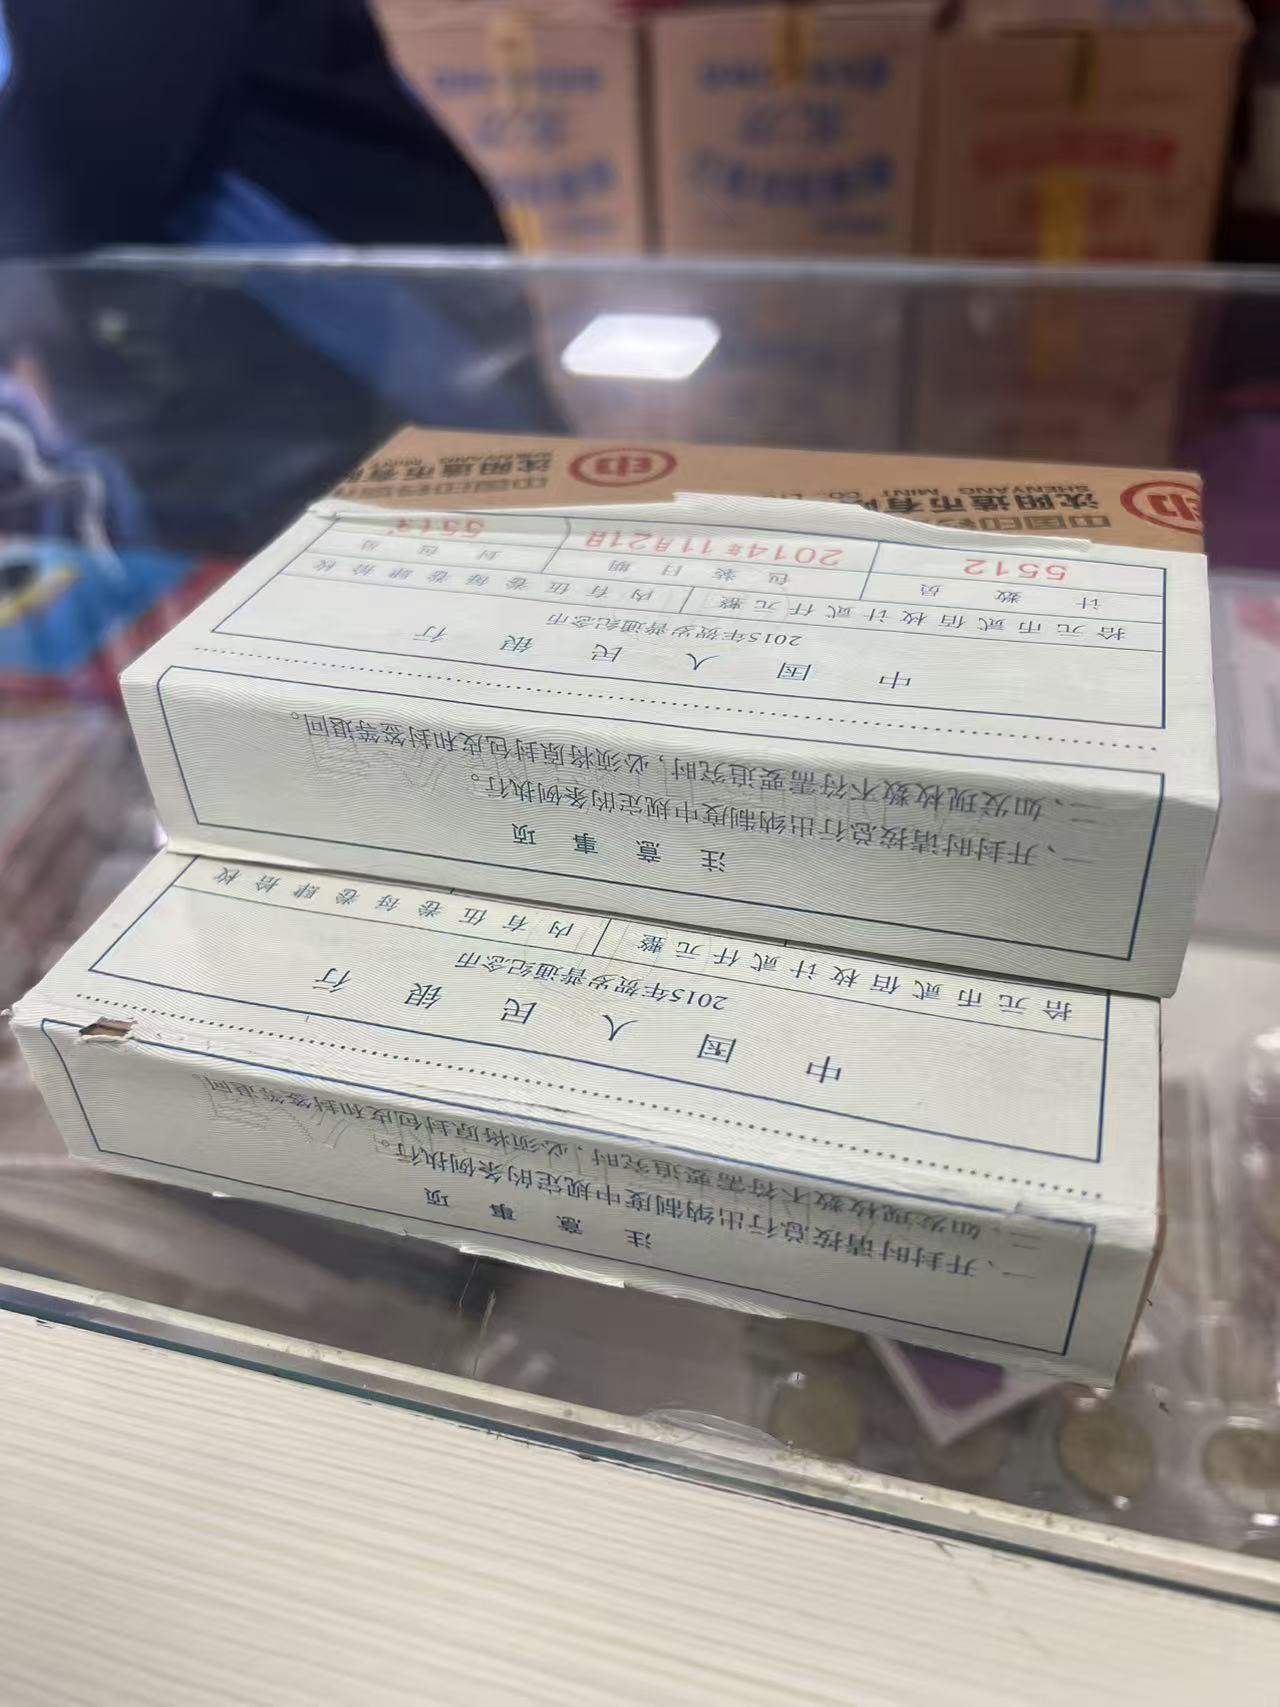 中国人民银行
2015年贺岁普通纪念币
拾元币贰佰枚计贰仟元整 内有伍卷每卷肆拾枚
计数员 包装日期 封包号
5512 2014年11月21日
中国印钞
沈阳造币有限
SHENYANG MINT CO., L
沈阳造币有
SHENYANG MINT
注意事项
一、开封时请按总行出纳制度中规定的条例执行。
二、如发现枚数不符需要追究时，必须将原封包皮和封签等退回。
中国人民银行
2015年贺岁普通纪念币
拾元币贰佰枚计贰仟元整 内有伍卷每卷肆拾枚
注意事项
一、开封时请按总行出纳制度中规定的条例执行。
二、如发现枚数不符需要追究时，必须将原封包皮和封签等退回。